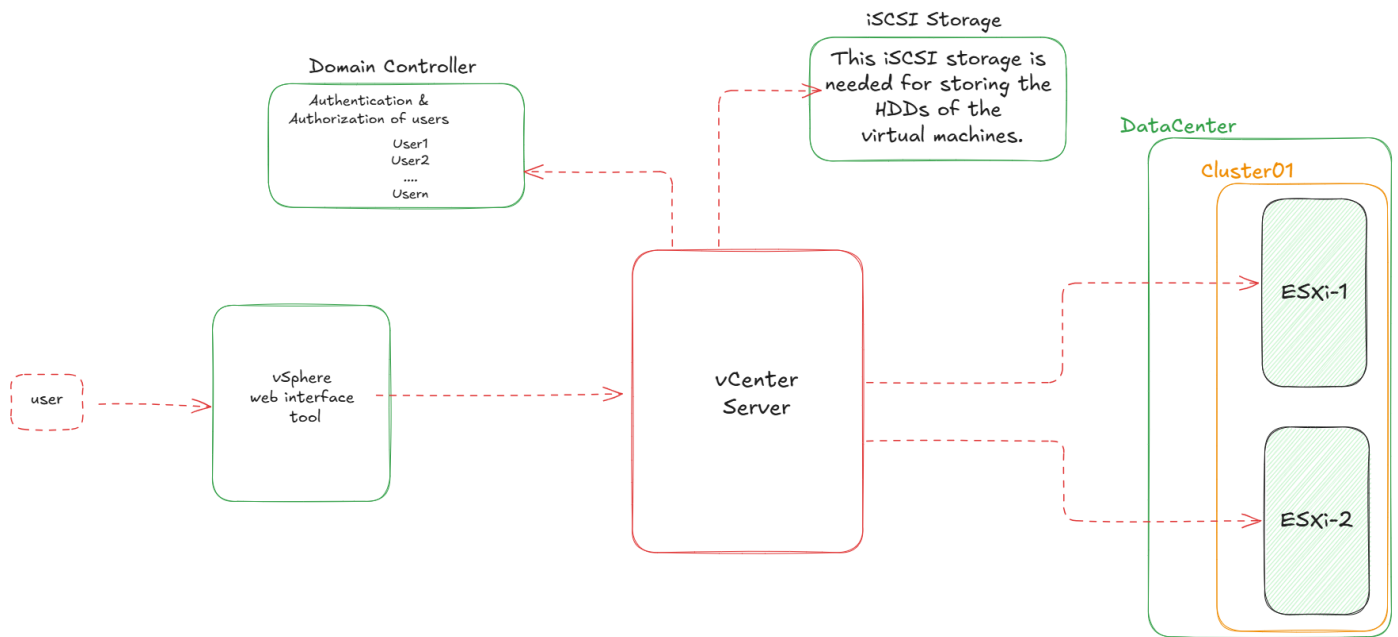 iSCSI Storage
This iSCSI storage is
needed for storing the
HDDs of the
virtual machines.
Domain Controller
Authentication &
Authorization of users
User1
User2
....
Usern
DataCenter
Cluster01
ESXi-1
ESXi-2
vCenter
Server
vSphere
web interface
tool
user